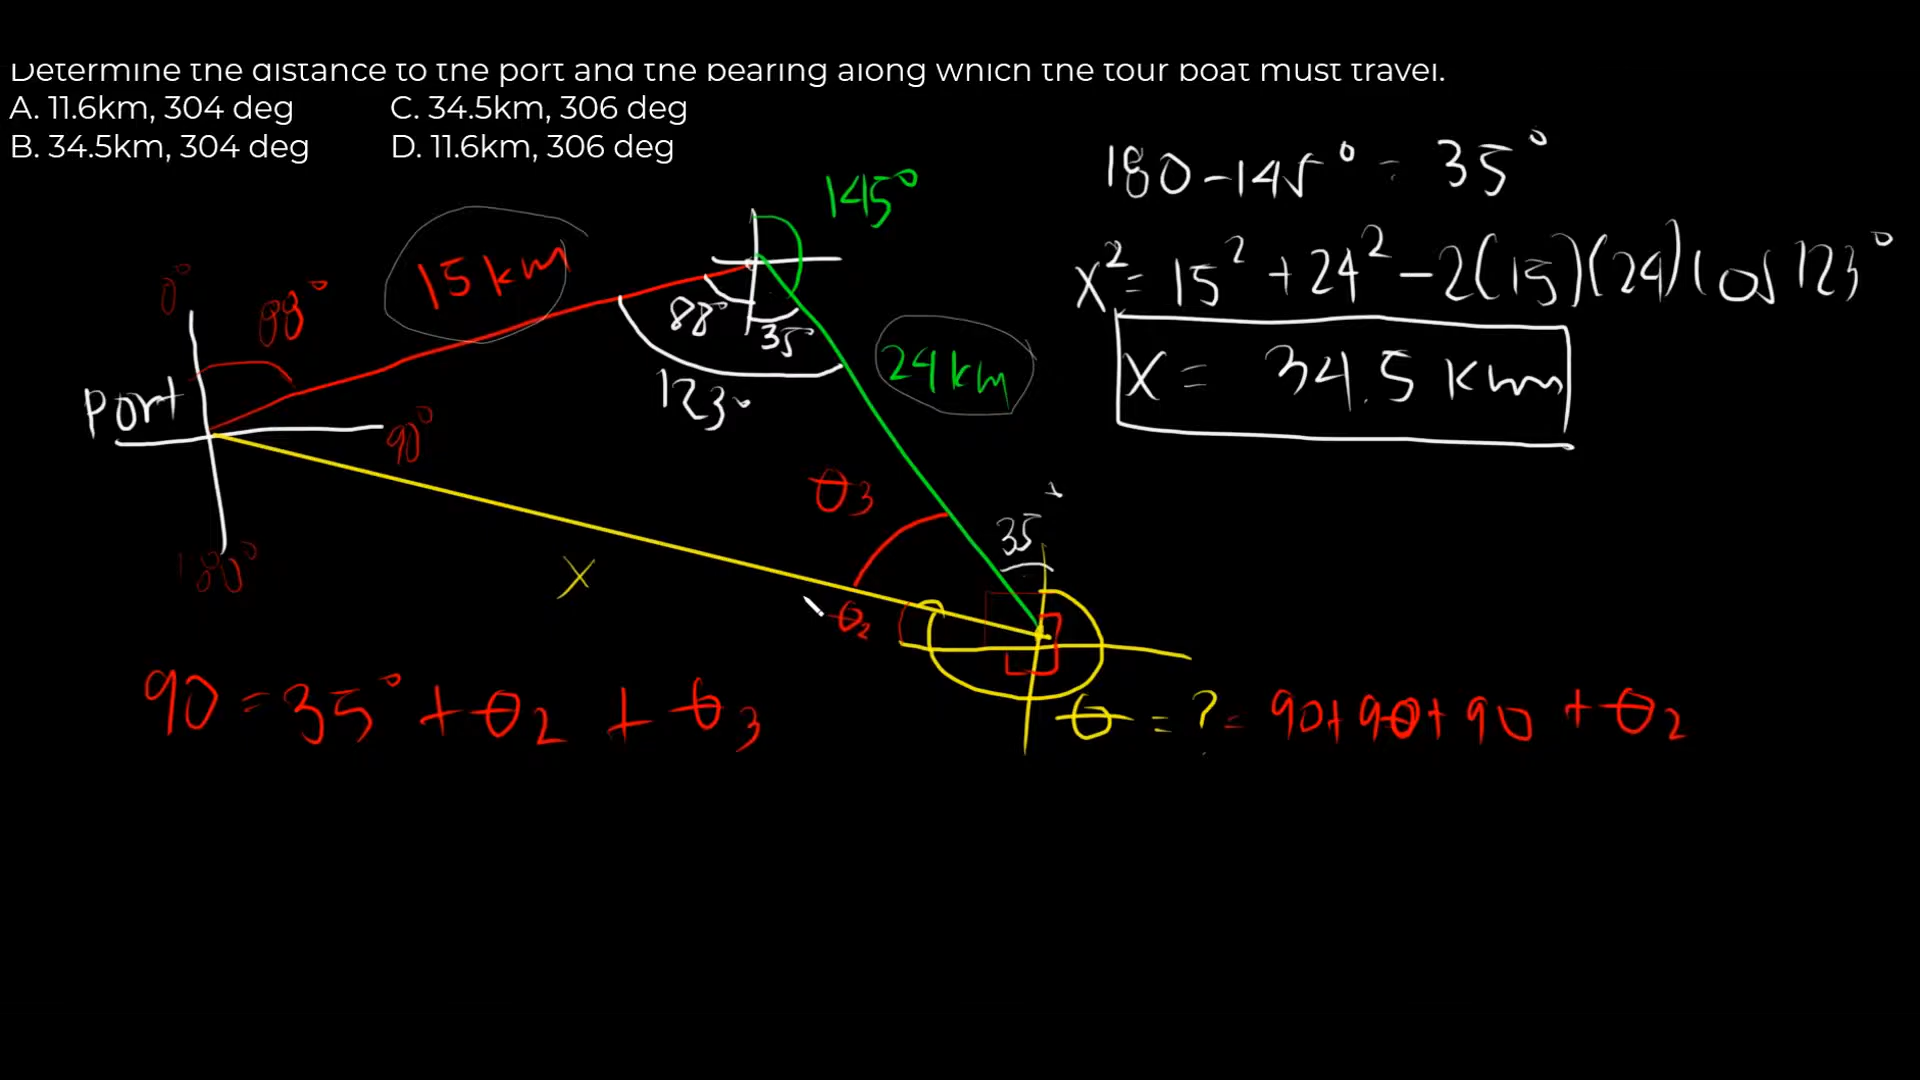 Determine the distance to the port and the bearing along which the tour boat must travel.
A. 11.6km, 304 deg
C. 34.5km, 306 deg
B. 34.5km, 304 deg
D. 11.6km, 306 deg
180-145° = 35°
145°
0°
88°
15 km
x² = 15² + 24² - 2(15)(24) cos 123°
88°
35°
24 km
x = 34.5 km
Port
123°
90°
θ3
35
180°
x
θ2
90 = 35° + θ2 + θ3
θ = ? = 90+90+90 + θ2